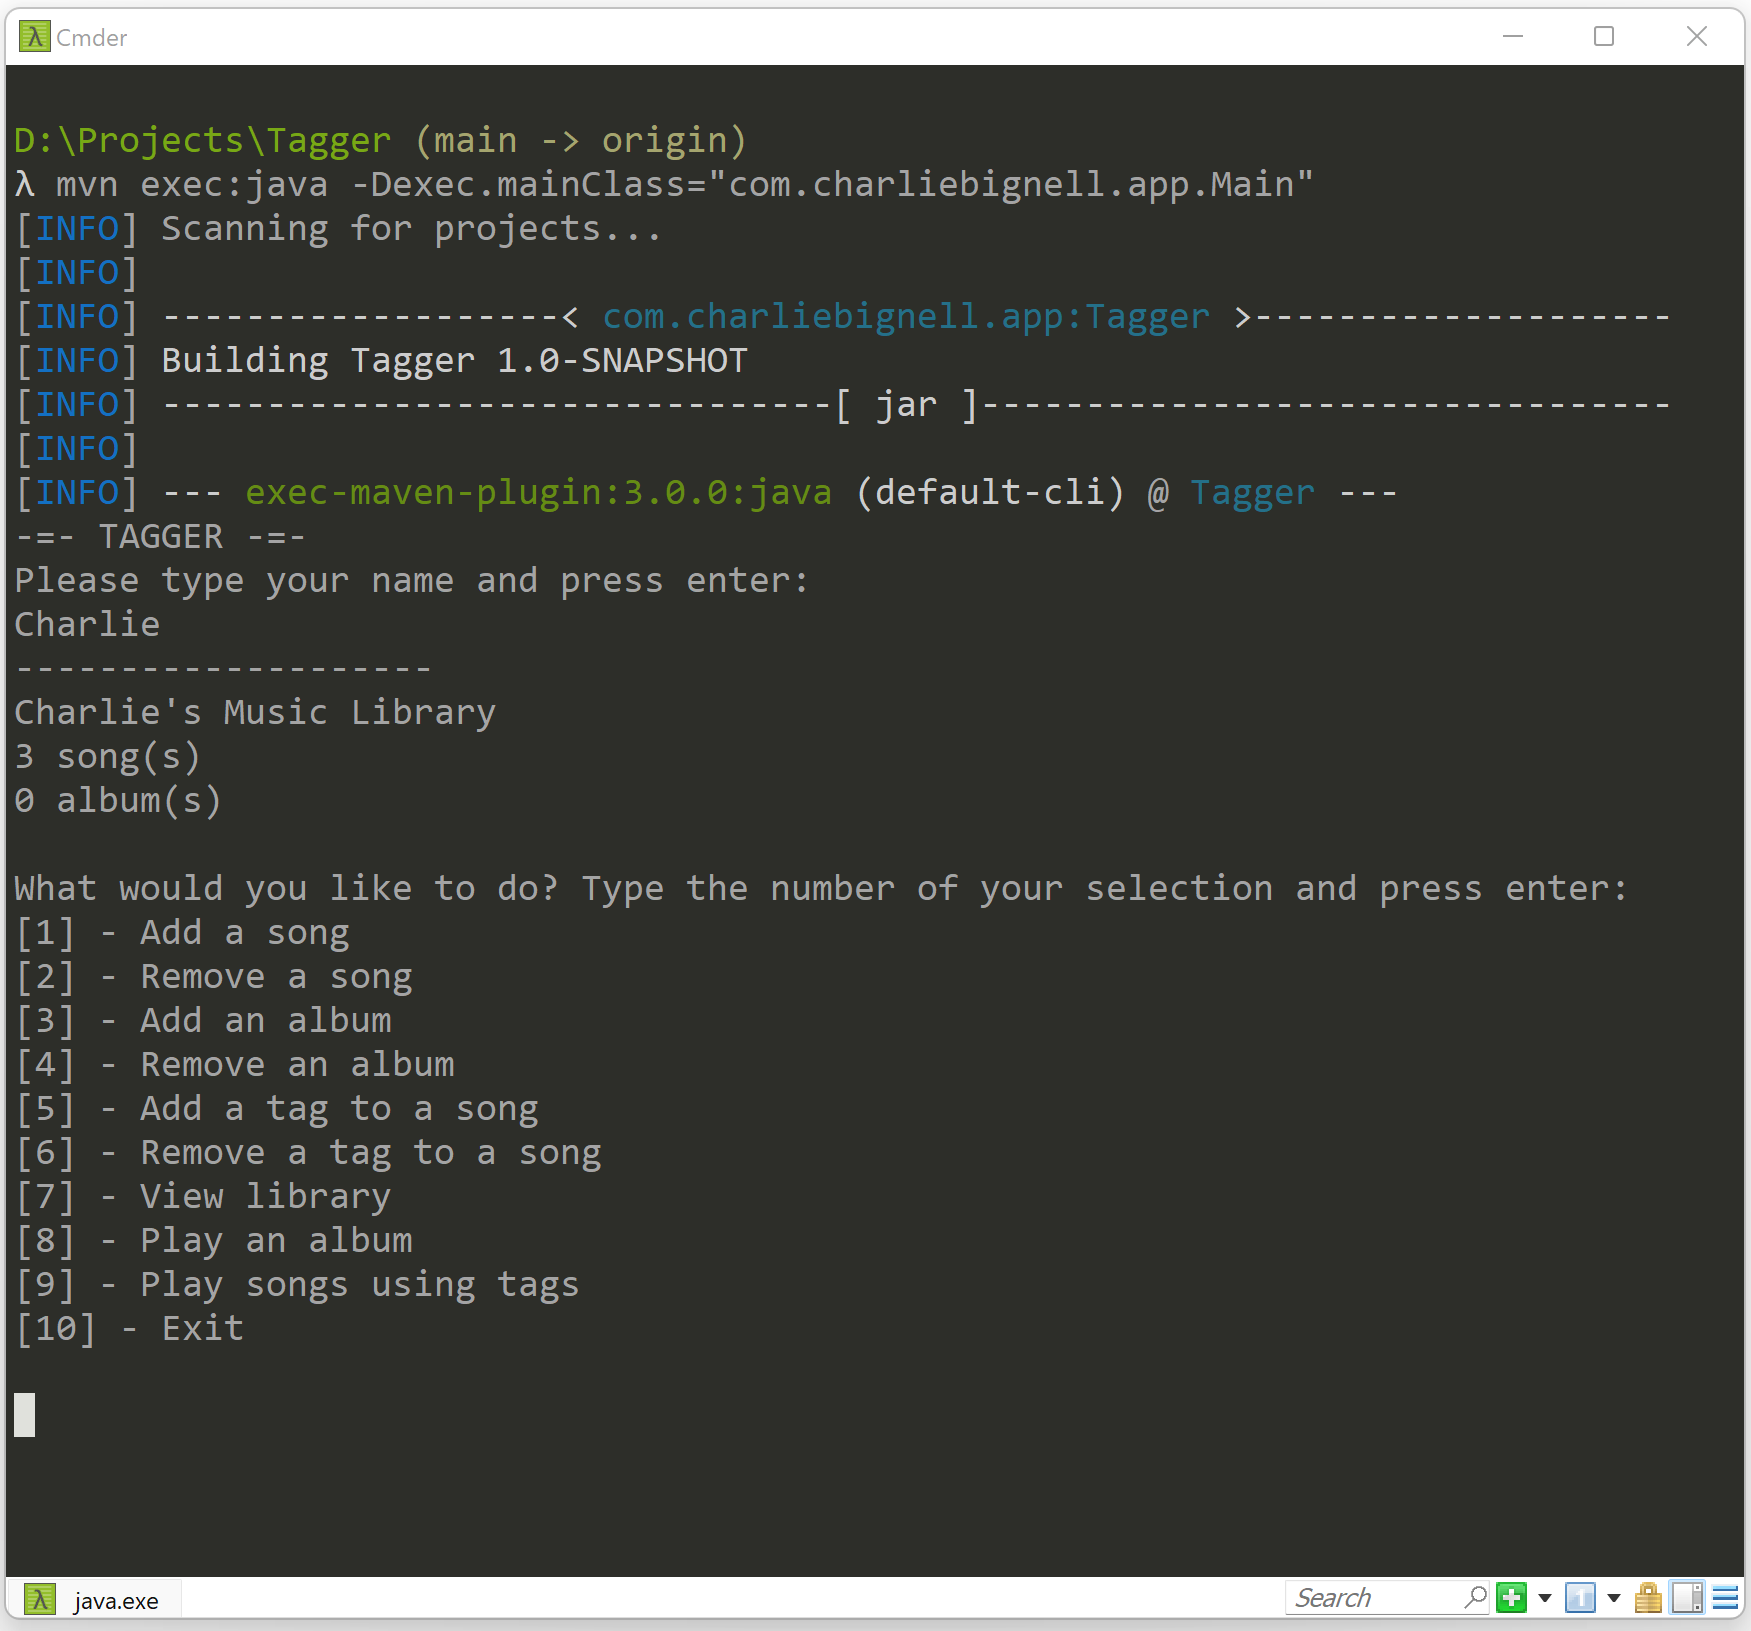 Cmder
D:\Projects\Tagger (main -> origin)
λ mvn exec:java -Dexec.mainClass="com.charliebignell.app.Main"
[INFO] Scanning for projects...
[INFO]
[INFO] -------------------< com.charliebignell.app:Tagger >--------------------
[INFO] Building Tagger 1.0-SNAPSHOT
[INFO] --------------------------------[ jar ]---------------------------------
[INFO]
[INFO] --- exec-maven-plugin:3.0.0:java (default-cli) @ Tagger ---
-=- TAGGER -=-
Please type your name and press enter:
Charlie
--------------------
Charlie's Music Library
3 song(s)
0 album(s)
What would you like to do? Type the number of your selection and press enter:
[1] - Add a song
[2] - Remove a song
[3] - Add an album
[4] - Remove an album
[5] - Add a tag to a song
[6] - Remove a tag to a song
[7] - View library
[8] - Play an album
[9] - Play songs using tags
[10] - Exit
java.exe
Search
1